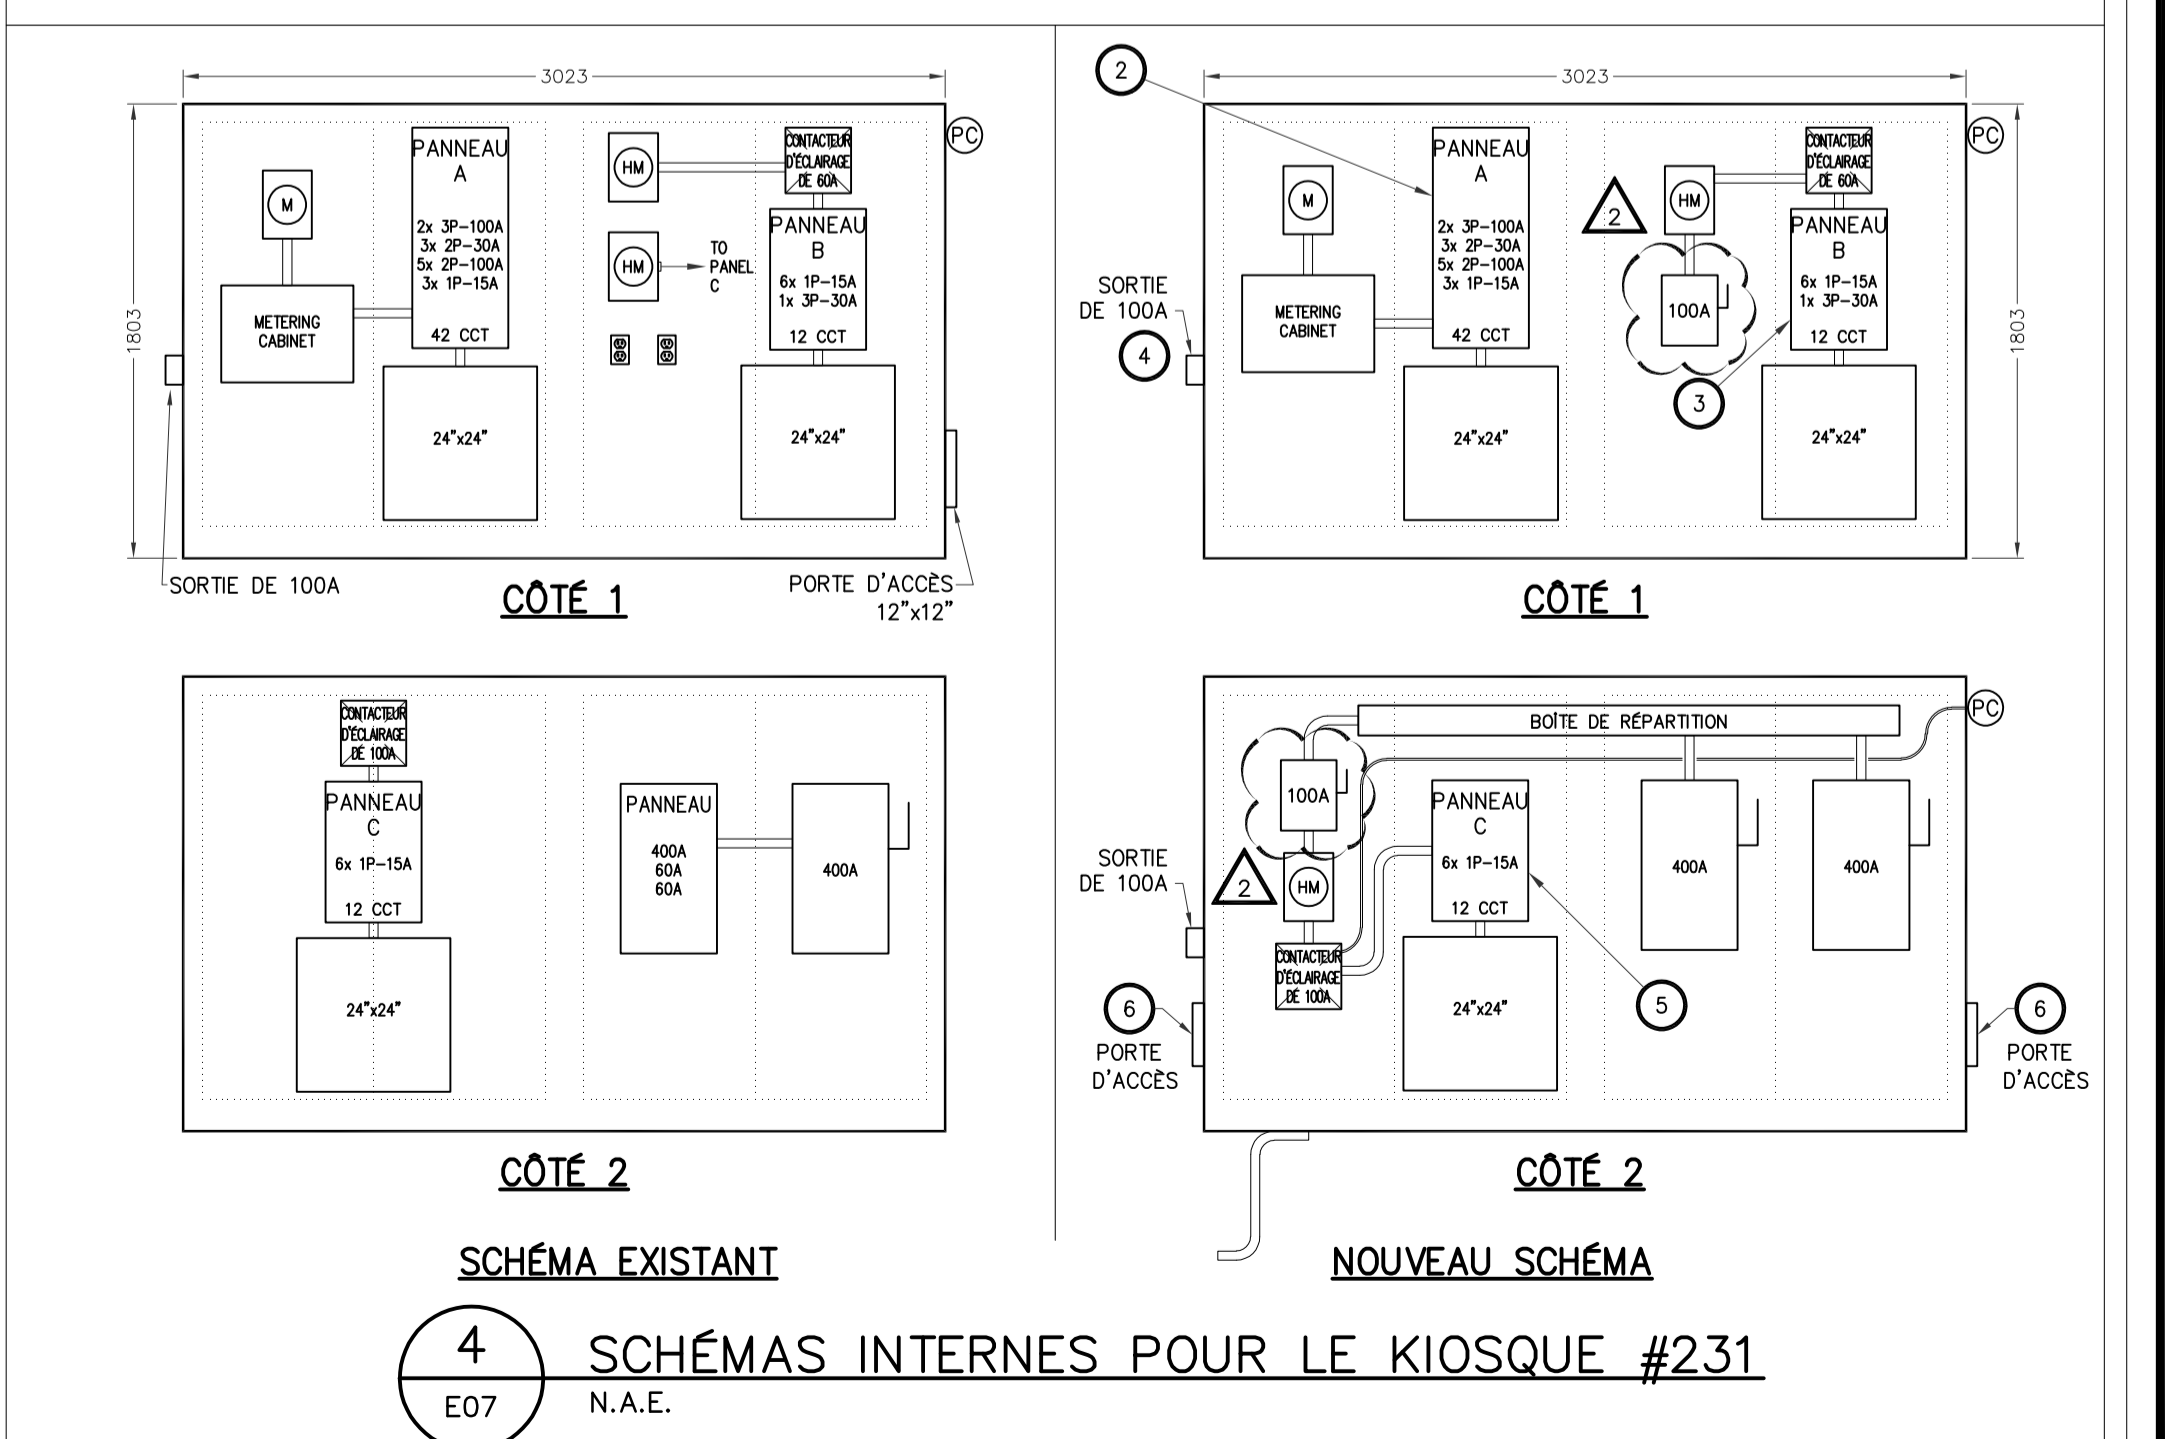 3023
1803
PC
M
METERING
CABINET
PANNEAU
A
2x 3P-100A
3x 2P-30A
5x 2P-100A
3x 1P-15A
42 CCT
24"x24"
HM
HM
TO
PANEL
C
CONTACTEUR
D'ÉCLAIRAGE
DE 60A
PANNEAU
B
6x 1P-15A
1x 3P-30A
12 CCT
24"x24"
SORTIE DE 100A
CÔTÉ 1
PORTE D'ACCÈS
12"x12"
CONTACTEUR
D'ÉCLAIRAGE
DE 100A
PANNEAU
C
6x 1P-15A
12 CCT
24"x24"
PANNEAU
400A
60A
60A
400A
CÔTÉ 2
SCHÉMA EXISTANT
2
3023
1803
PC
SORTIE
DE 100A
4
M
METERING
CABINET
PANNEAU
A
2x 3P-100A
3x 2P-30A
5x 2P-100A
3x 1P-15A
42 CCT
24"x24"
2
HM
100A
3
CONTACTEUR
D'ÉCLAIRAGE
DE 60A
PANNEAU
B
6x 1P-15A
1x 3P-30A
12 CCT
24"x24"
CÔTÉ 1
BOÎTE DE RÉPARTITION
PC
100A
2
HM
CONTACTEUR
D'ÉCLAIRAGE
DE 100A
SORTIE
DE 100A
6
PORTE
D'ACCÈS
PANNEAU
C
6x 1P-15A
12 CCT
24"x24"
5
400A
400A
6
PORTE
D'ACCÈS
CÔTÉ 2
NOUVEAU SCHÉMA
4
E07
SCHÉMAS INTERNES POUR LE KIOSQUE #231
N.A.E.